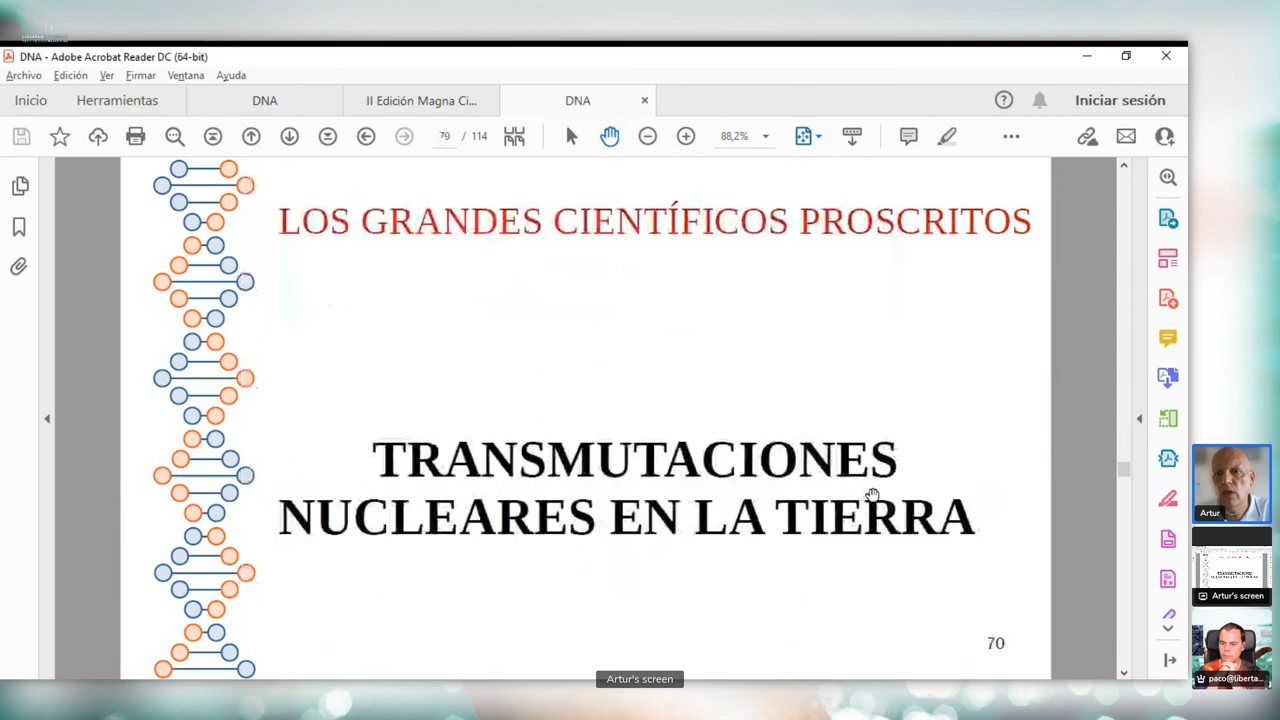 DNA - Adobe Acrobat Reader DC (64-bit)
Archivo Edición Ver Firmar Ventana Ayuda
Inicio Herramientas DNA II Edición Magna Ci... DNA Iniciar sesión
79 / 114 88,2%
LOS GRANDES CIENTÍFICOS PROSCRITOS
TRANSMUTACIONES
NUCLEARES EN LA TIERRA
70
Artur
Artur's screen
paco@liberta...
Artur's screen